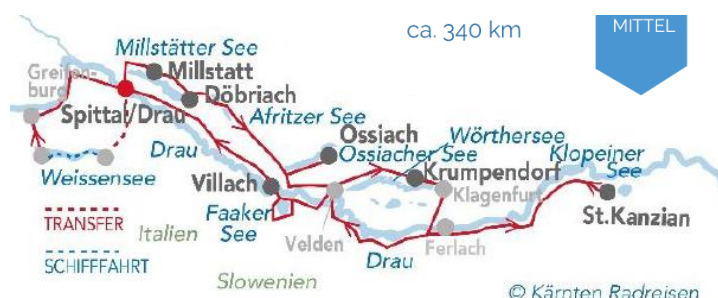 ca. 340 km
MITTEL
Millstätter See
Greifen-
burg
Millstatt
Döbriach
Spittal/Drau
Afritzer See
Ossiach
Wörthersee
Ossiacher See
Klopeiner
See
Drau
Krumpendorf
Weissensee
Villach
Klagenfurt
St.Kanzian
Faaker
See
TRANSFER
Italien
Velden
Ferlach
Drau
SCHIFFFAHRT
Slowenien
© Kärnten Radreisen